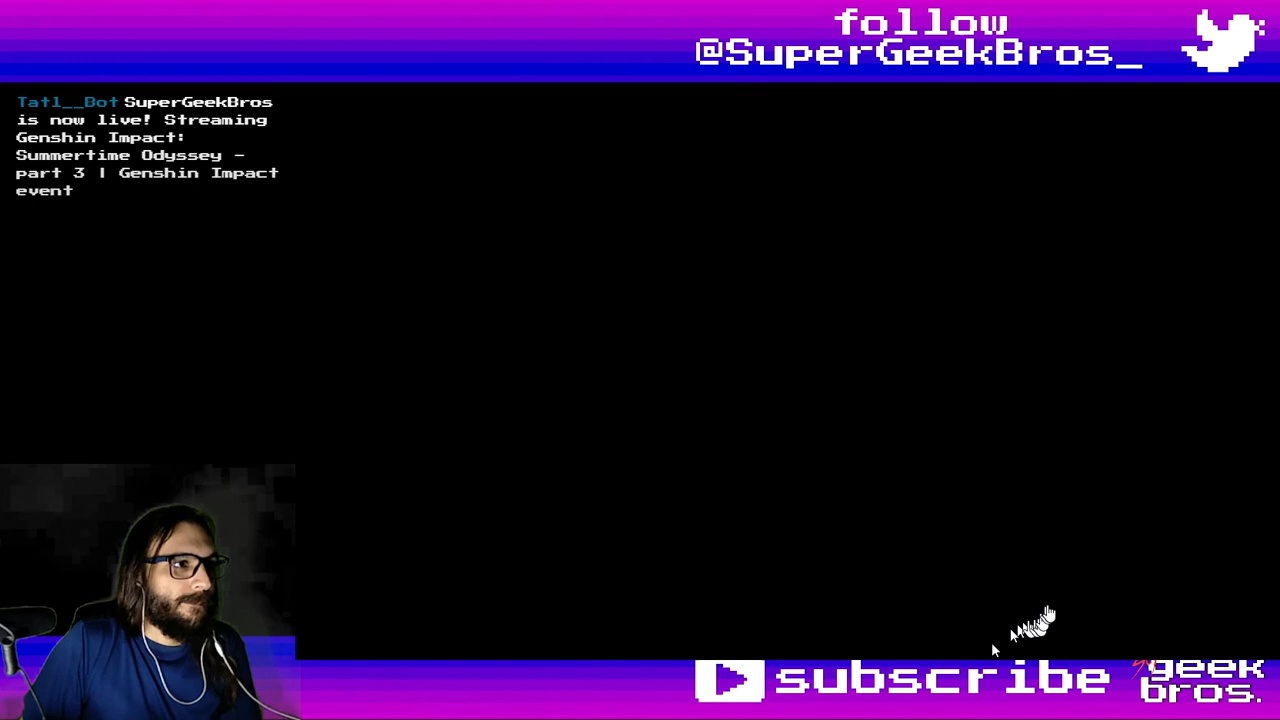 follow
@SuperGeekBros_
Tatl__Bot SuperGeekBros
is now live! Streaming
Genshin Impact:
Summertime Odyssey -
part 3 | Genshin Impact
event
subscribe
geek
bros.